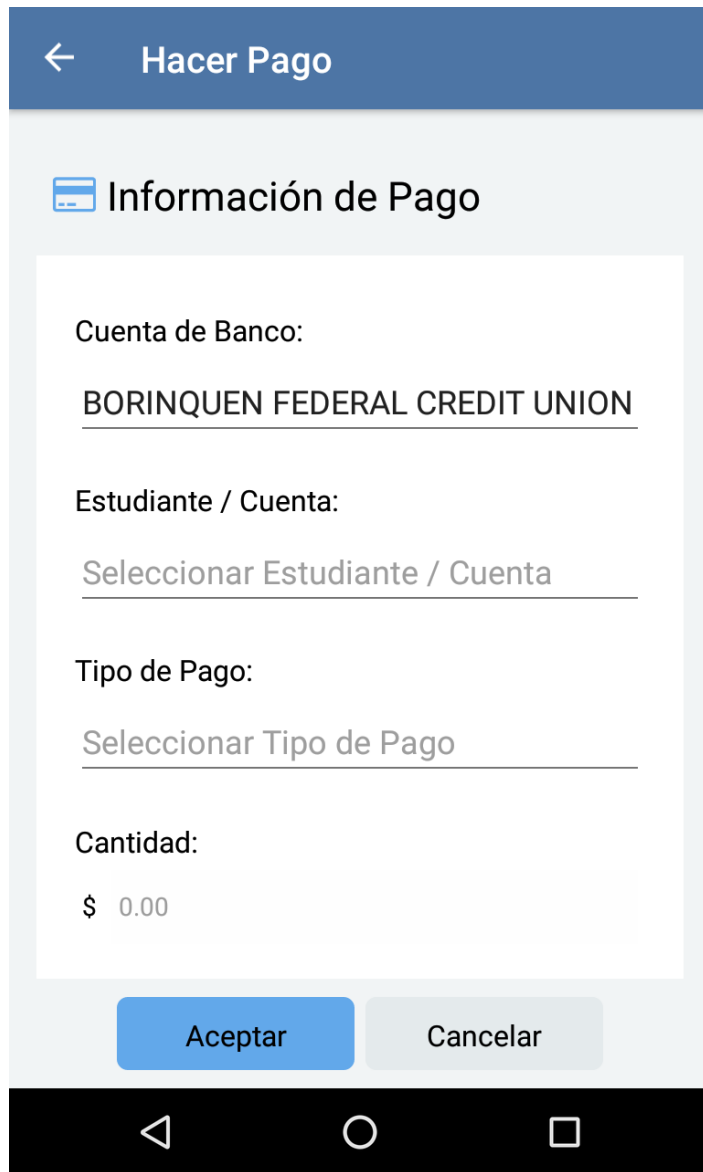 Hacer Pago
Información de Pago
Cuenta de Banco:
BORINQUEN FEDERAL CREDIT UNION
Estudiante / Cuenta:
Seleccionar Estudiante / Cuenta
Tipo de Pago:
Seleccionar Tipo de Pago
Cantidad:
$ 0.00
Aceptar Cancelar